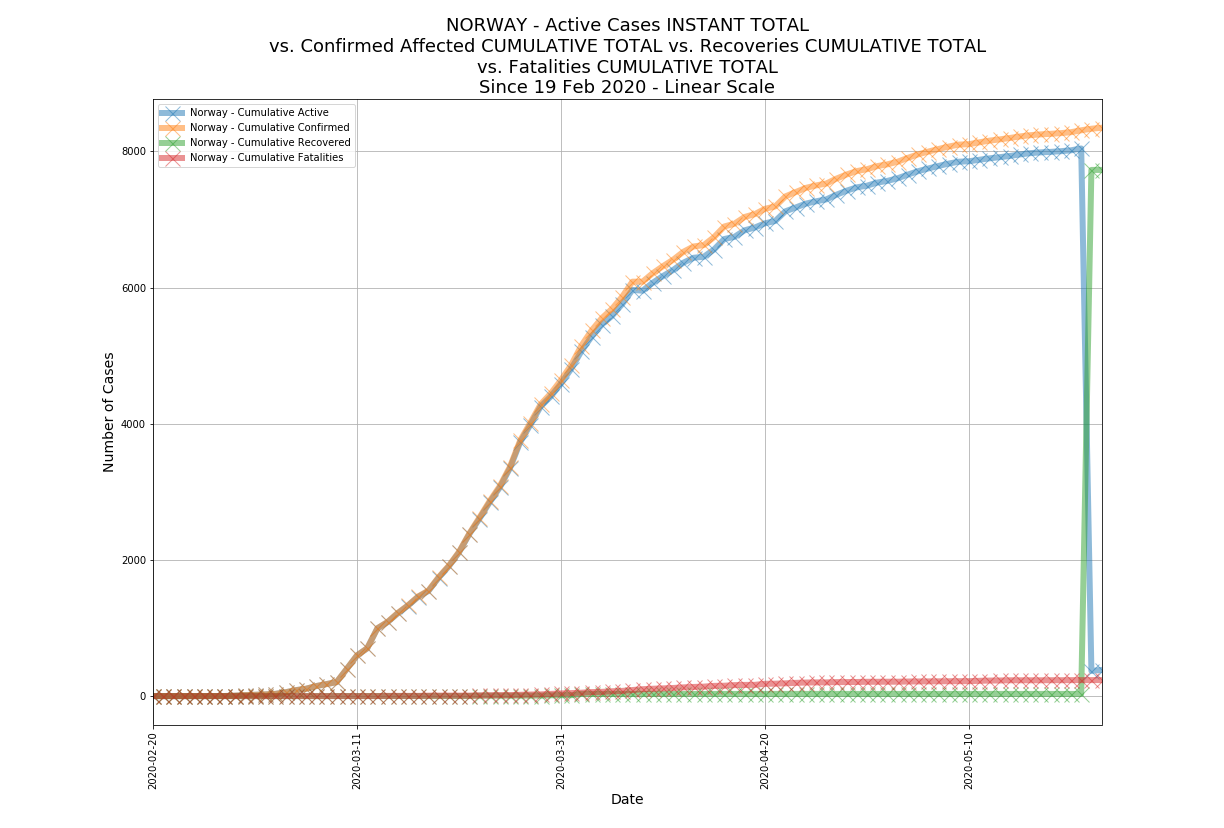 NORWAY - Active Cases INSTANT TOTAL
vs. Confirmed Affected CUMULATIVE TOTAL vs. Recoveries CUMULATIVE TOTAL
vs. Fatalities CUMULATIVE TOTAL
Since 19 Feb 2020 - Linear Scale
Norway - Cumulative Active
Norway - Cumulative Confirmed
Norway - Cumulative Recovered
Norway - Cumulative Fatalities
Number of Cases
8000
6000
4000
2000
0
2020-02-20
2020-03-11
2020-03-31
2020-04-20
2020-05-10
Date